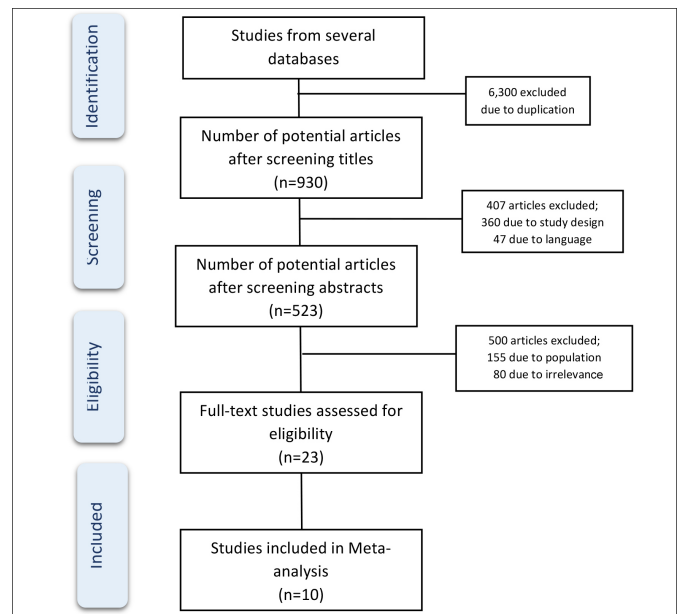 Identification
Studies from several
databases
6,300 excluded
due to duplication
Number of potential articles
after screening titles
(n=930)
Screening
407 articles excluded;
360 due to study design
47 due to language
Number of potential articles
after screening abstracts
(n=523)
Eligibility
500 articles excluded;
155 due to population
80 due to irrelevance
Full-text studies assessed for
eligibility
(n=23)
Included
Studies included in Meta-
analysis
(n=10)